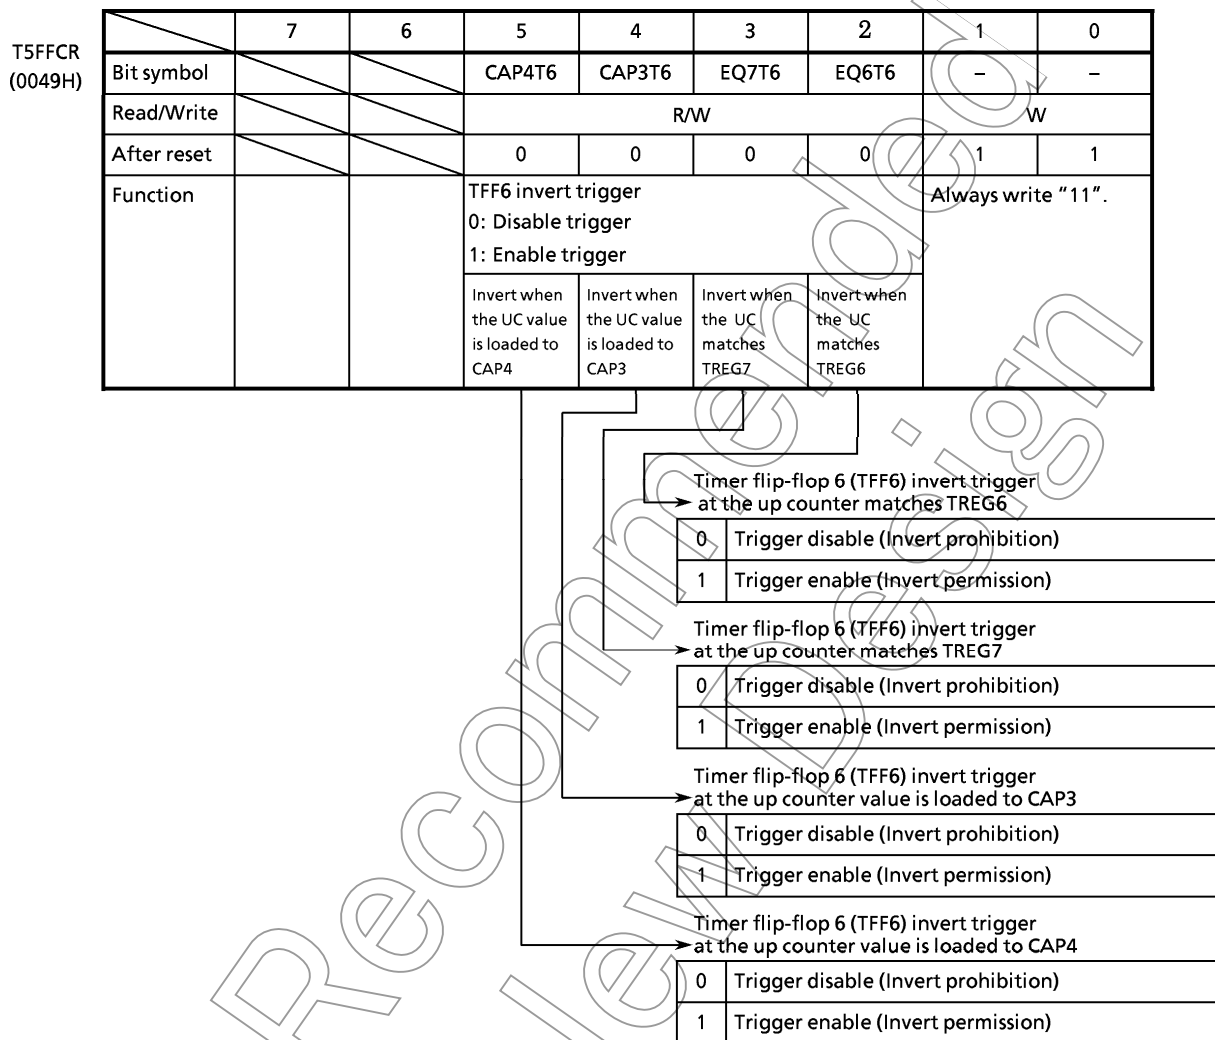 T5FFCR
(0049H)
7 6 5 4 3 2 1 0
Bit symbol CAP4T6 CAP3T6 EQ7T6 EQ6T6 – –
Read/Write R/W W
After reset 0 0 0 0 1 1
Function
TFF6 invert trigger
0: Disable trigger
1: Enable trigger
Invert when
the UC value
is loaded to
CAP4
Invert when
the UC value
is loaded to
CAP3
Invert when
the UC
matches
TREG7
Invert when
the UC
matches
TREG6
Always write “11”.
Timer flip-flop 6 (TFF6) invert trigger
at the up counter matches TREG6
0 Trigger disable (Invert prohibition)
1 Trigger enable (Invert permission)
Timer flip-flop 6 (TFF6) invert trigger
at the up counter matches TREG7
0 Trigger disable (Invert prohibition)
1 Trigger enable (Invert permission)
Timer flip-flop 6 (TFF6) invert trigger
at the up counter value is loaded to CAP3
0 Trigger disable (Invert prohibition)
1 Trigger enable (Invert permission)
Timer flip-flop 6 (TFF6) invert trigger
at the up counter value is loaded to CAP4
0 Trigger disable (Invert prohibition)
1 Trigger enable (Invert permission)
Recommended
ew Design